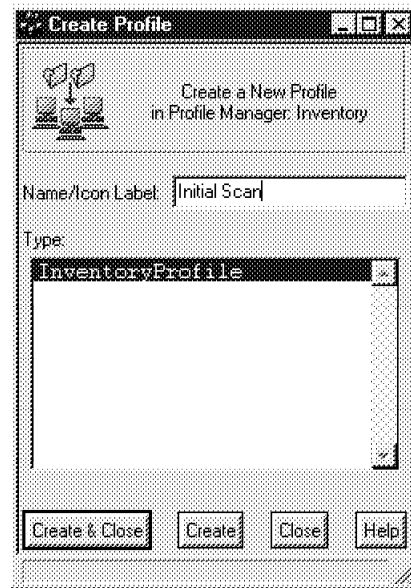 Create Profile
Create a New Profile
in Profile Manager: Inventory
Name/Icon Label: Initial Scan
Type:
InventoryProfile
Create & Close Create Close Help